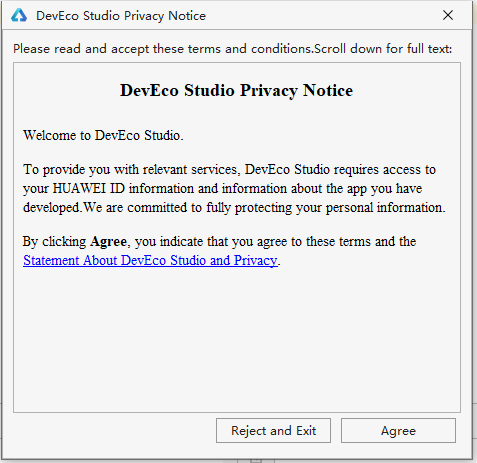 DevEco Studio Privacy Notice
Please read and accept these terms and conditions.Scroll down for full text:
DevEco Studio Privacy Notice
Welcome to DevEco Studio.
To provide you with relevant services, DevEco Studio requires access to
your HUAWEI ID information and information about the app you have
developed.We are committed to fully protecting your personal information.
By clicking Agree, you indicate that you agree to these terms and the
Statement About DevEco Studio and Privacy.
Reject and Exit
Agree